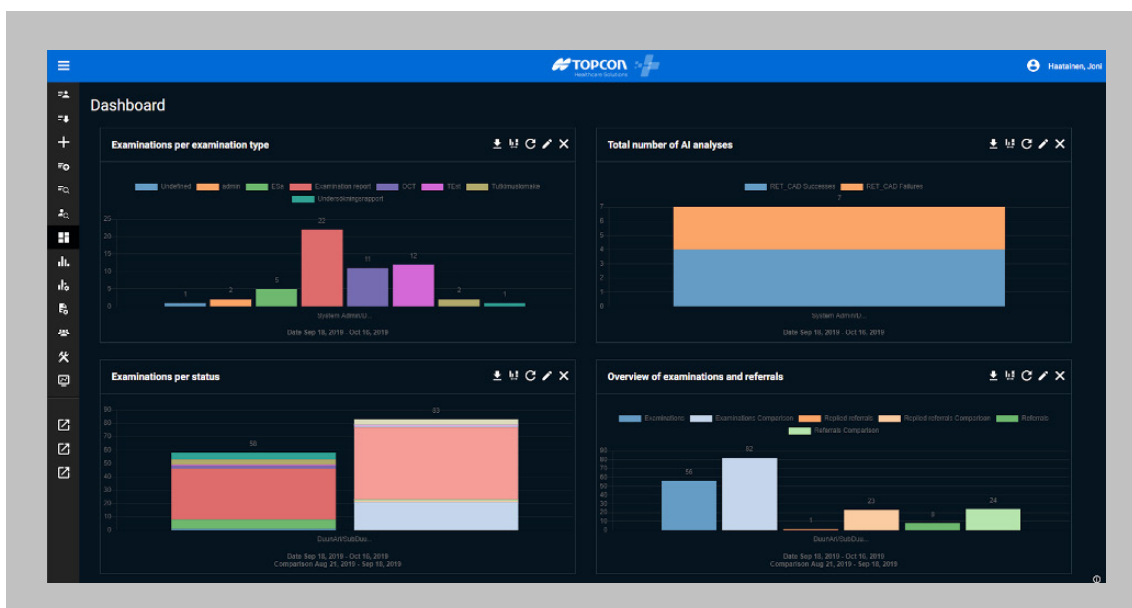 TOPCON
Healthcare Solutions
Haatainen, Joni
Dashboard
Examinations per examination type
Undefined admin ESa Examination report OCT TExt Tutkimuslomake
Undersökningsrapport
25
20
15
10
5
0
1
2
5
22
11
12
2
1
System Admin/D...
Date Sep 18, 2019 - Oct 16, 2019
Total number of AI analyses
RET_CAD Successes RET_CAD Failures
7
7
6
5
4
3
2
1
0
System Admin/D...
Date Sep 18, 2019 - Oct 16, 2019
Examinations per status
90
80
70
60
50
40
30
20
10
0
58
83
DuunAri/SubDuu...
Date Sep 18, 2019 - Oct 16, 2019
Comparison Aug 21, 2019 - Sep 18, 2019
Overview of examinations and referrals
Examinations Examinations Comparison Replied referrals Replied referrals Comparison Referrals
Referrals Comparison
90
80
70
60
50
40
30
20
10
0
56
82
1
23
24
DuunAri/SubDuu...
Date Sep 18, 2019 - Oct 16, 2019
Comparison Aug 21, 2019 - Sep 18, 2019